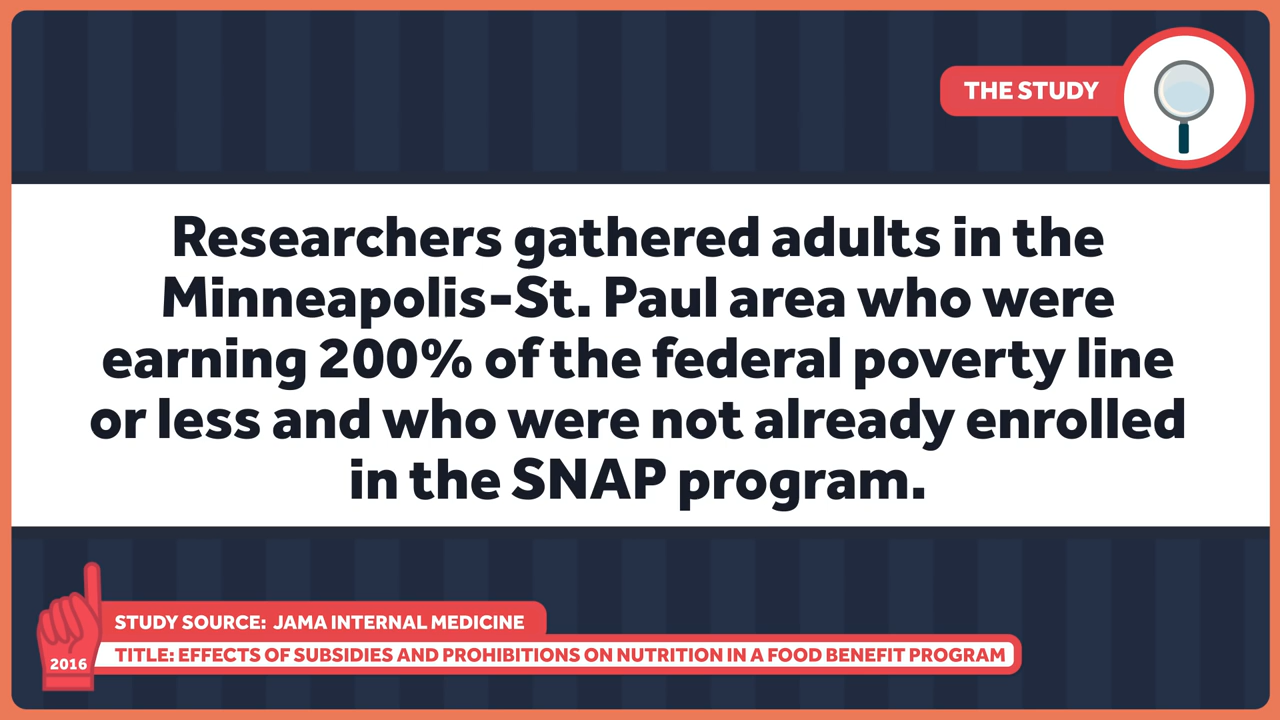 THE STUDY
Researchers gathered adults in the
Minneapolis-St. Paul area who were
earning 200% of the federal poverty line
or less and who were not already enrolled
in the SNAP program.
STUDY SOURCE: JAMA INTERNAL MEDICINE
2016
TITLE: EFFECTS OF SUBSIDIES AND PROHIBITIONS ON NUTRITION IN A FOOD BENEFIT PROGRAM